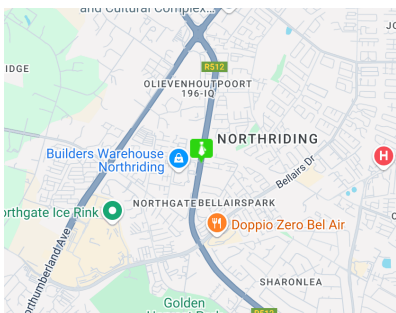 and Cultural Complex...
R512
IDGE
OLIEVENHOUTPOORT
196-IQ
NORTHRIDING
Builders Warehouse
Northriding
H
Bellairs Dr
NORTHGATE
BELLAIRSPARK
orthgate Ice Rink
Doppio Zero Bel Air
orthumberland Ave
SHARONLEA
Golden
R512